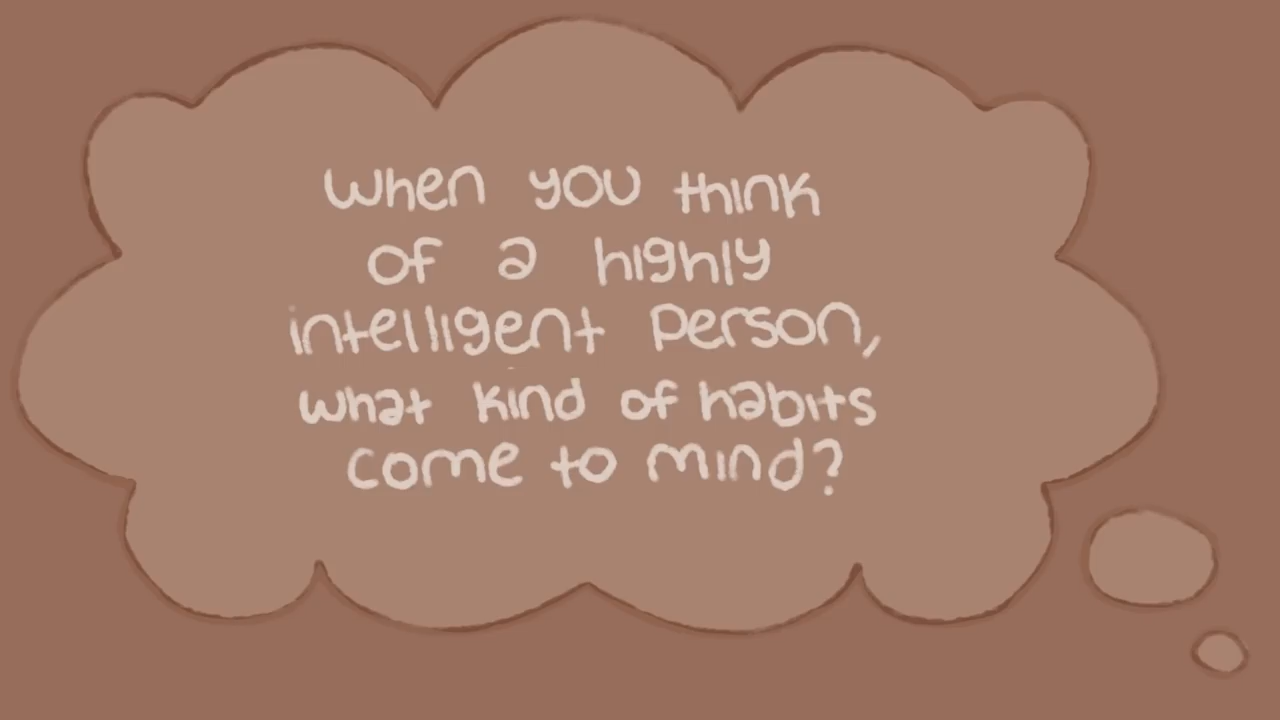 When you think
of a highly
intelligent person,
what kind of habits
come to mind?